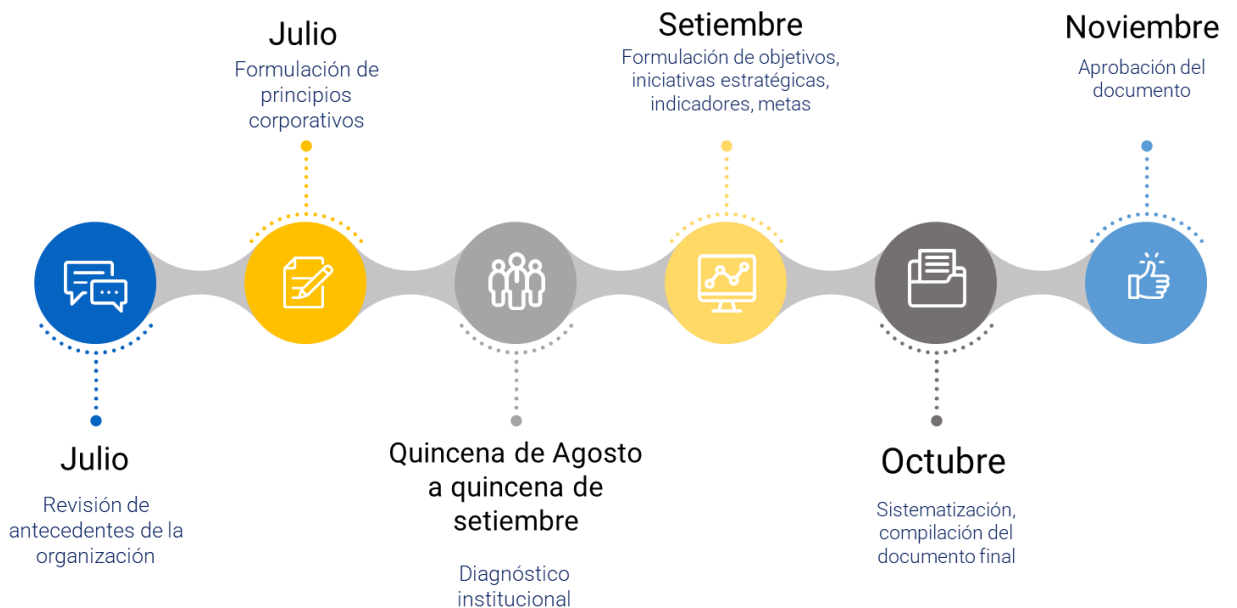 Julio
Formulación de
principios
corporativos
Setiembre
Formulación de objetivos,
iniciativas estratégicas,
indicadores, metas
Noviembre
Aprobación del
documento
Julio
Revisión de
antecedentes de la
organización
Quincena de Agosto
a quincena de
setiembre
Diagnóstico
institucional
Octubre
Sistematización,
compilación del
documento final